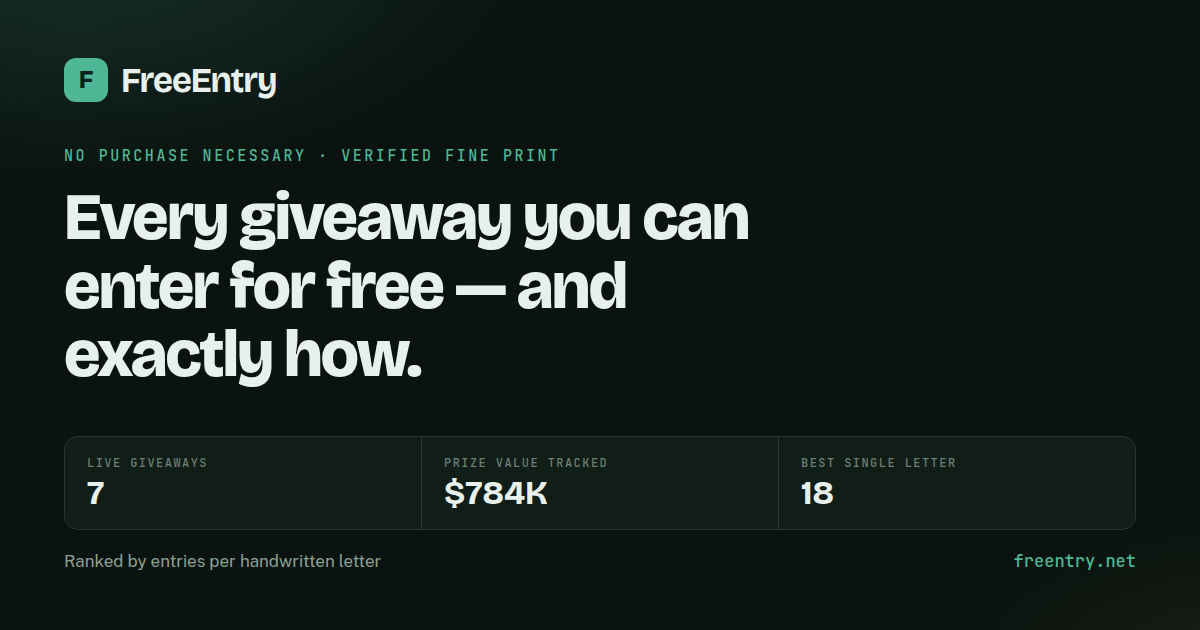 F FreeEntry
NO PURCHASE NECESSARY · VERIFIED FINE PRINT
Every giveaway you can
enter for free — and
exactly how.
LIVE GIVEAWAYS
7
PRIZE VALUE TRACKED
$784K
BEST SINGLE LETTER
18
Ranked by entries per handwritten letter
freentry.net